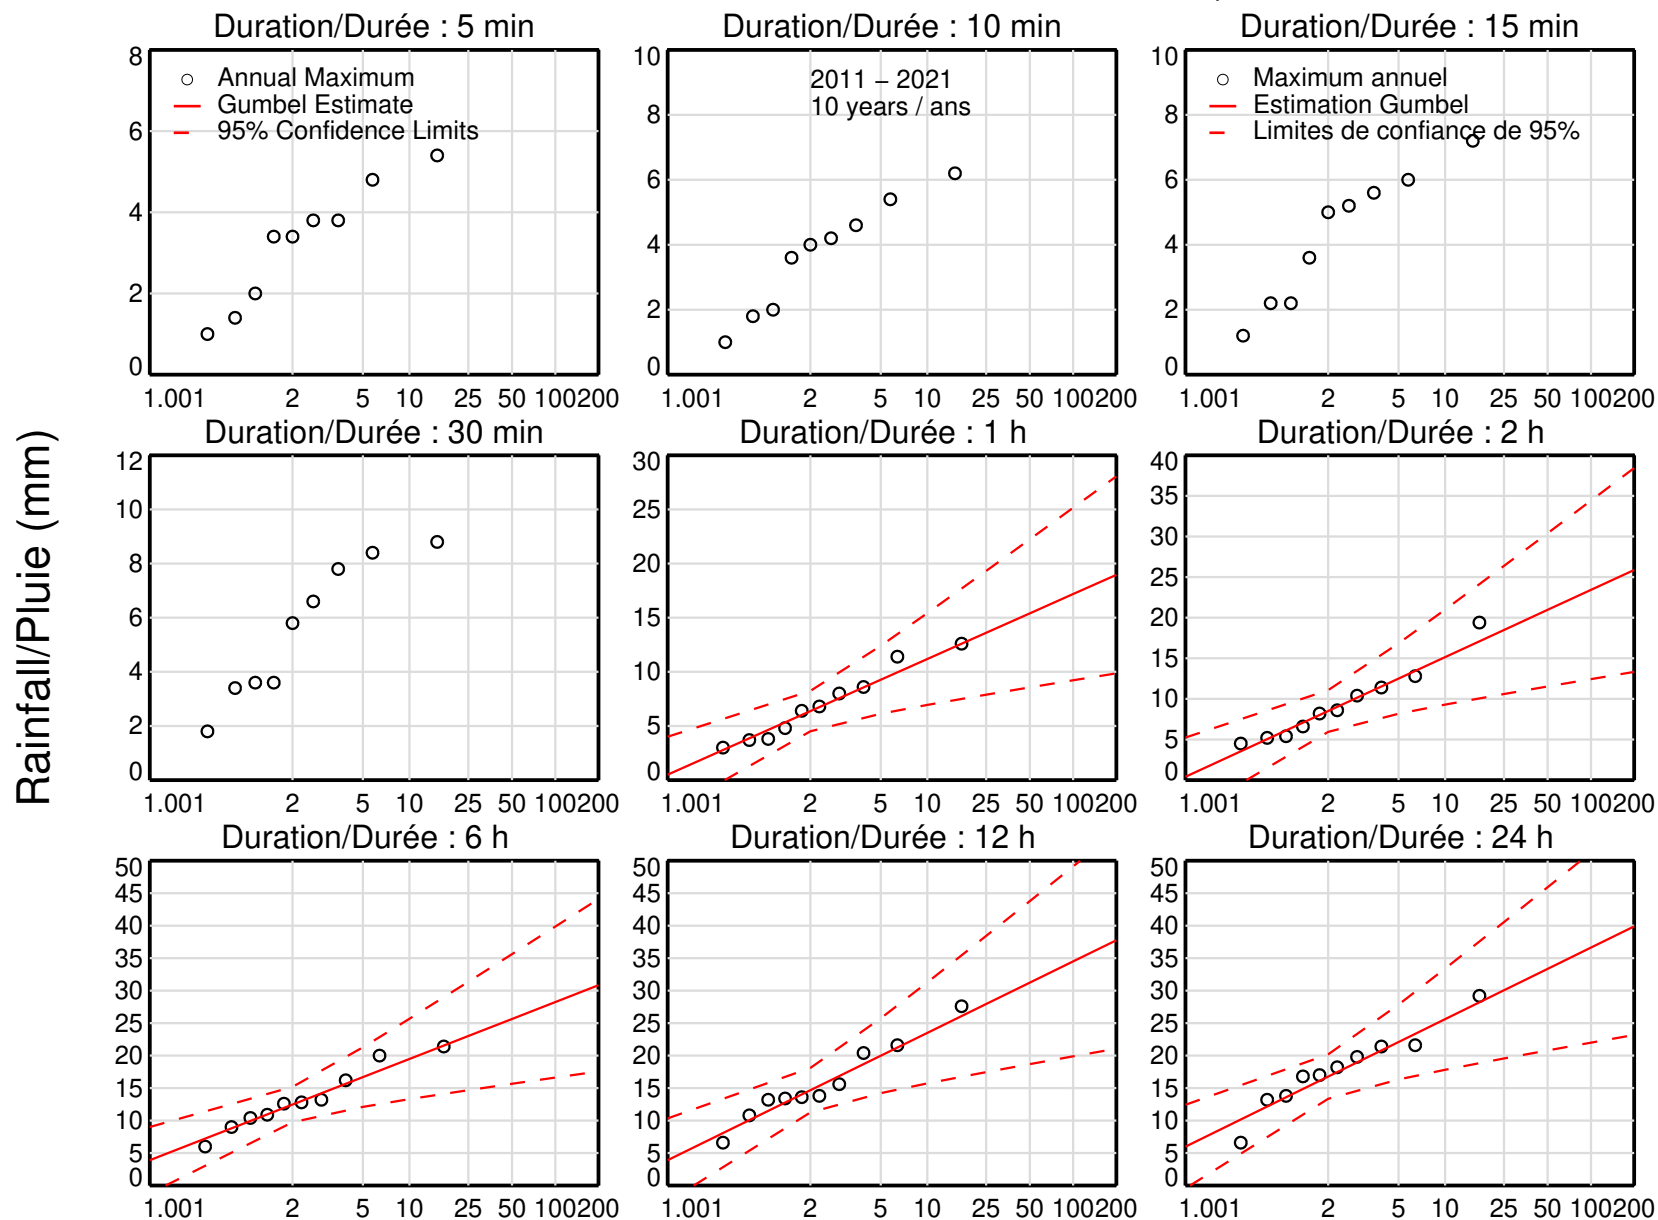 Duration/Durée : 5 min
Duration/Durée : 10 min
Duration/Durée : 15 min
8
6
4
2
0
Annual Maximum
Gumbel Estimate
95% Confidence Limits
1.001 2 5 10 25 50 100 200
10
8
6
4
2
0
2011 – 2021
10 years / ans
1.001 2 5 10 25 50 100 200
10
8
6
4
2
0
Maximum annuel
Estimation Gumbel
Limites de confiance de 95%
1.001 2 5 10 25 50 100 200
Rainfall/Pluie (mm)
Duration/Durée : 30 min
Duration/Durée : 1 h
Duration/Durée : 2 h
12
10
8
6
4
2
0
1.001 2 5 10 25 50 100 200
30
25
20
15
10
5
0
1.001 2 5 10 25 50 100 200
40
35
30
25
20
15
10
5
0
1.001 2 5 10 25 50 100 200
Duration/Durée : 6 h
Duration/Durée : 12 h
Duration/Durée : 24 h
50
45
40
35
30
25
20
15
10
5
0
1.001 2 5 10 25 50 100 200
50
45
40
35
30
25
20
15
10
5
0
1.001 2 5 10 25 50 100 200
50
45
40
35
30
25
20
15
10
5
0
1.001 2 5 10 25 50 100 200